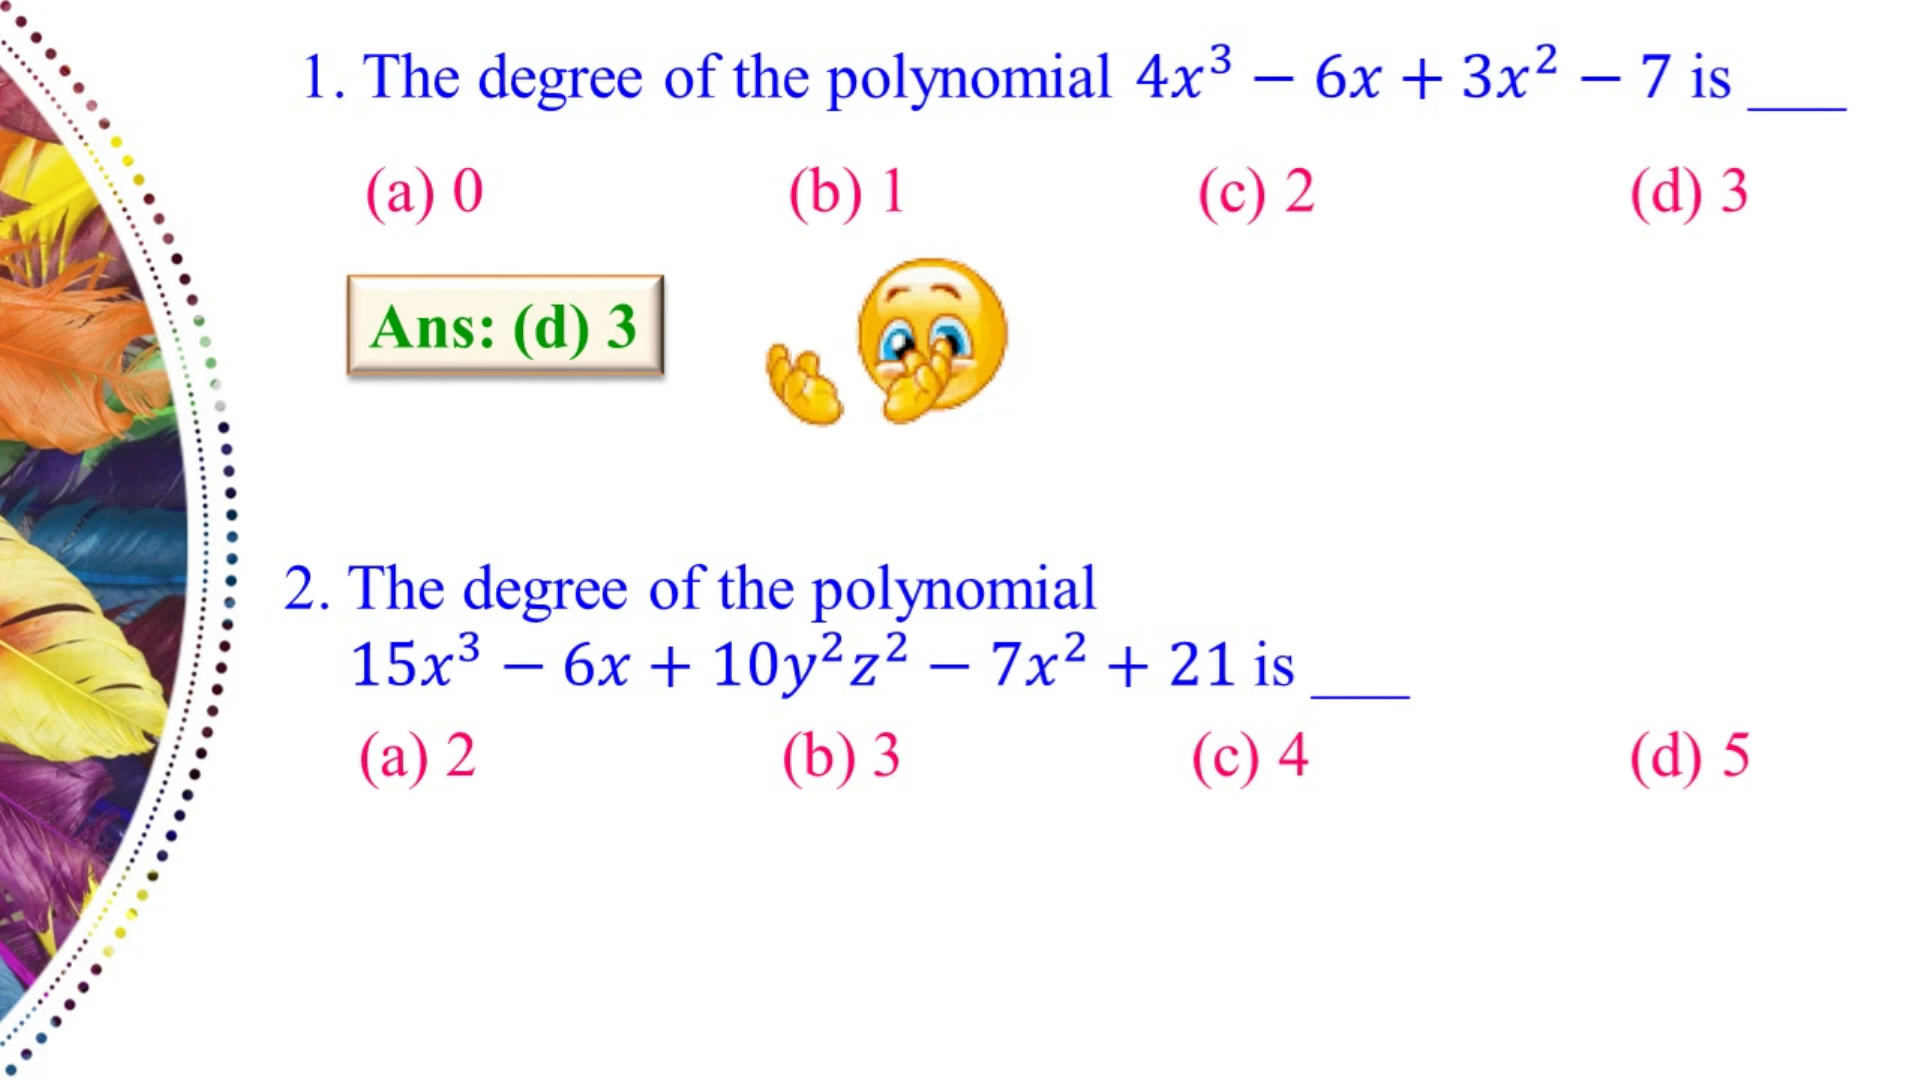 1. The degree of the polynomial 4x³ − 6x + 3x² − 7 is ___
(a) 0 (b) 1 (c) 2 (d) 3
Ans: (d) 3
2. The degree of the polynomial
15x³ − 6x + 10y²z² − 7x² + 21 is ___
(a) 2 (b) 3 (c) 4 (d) 5